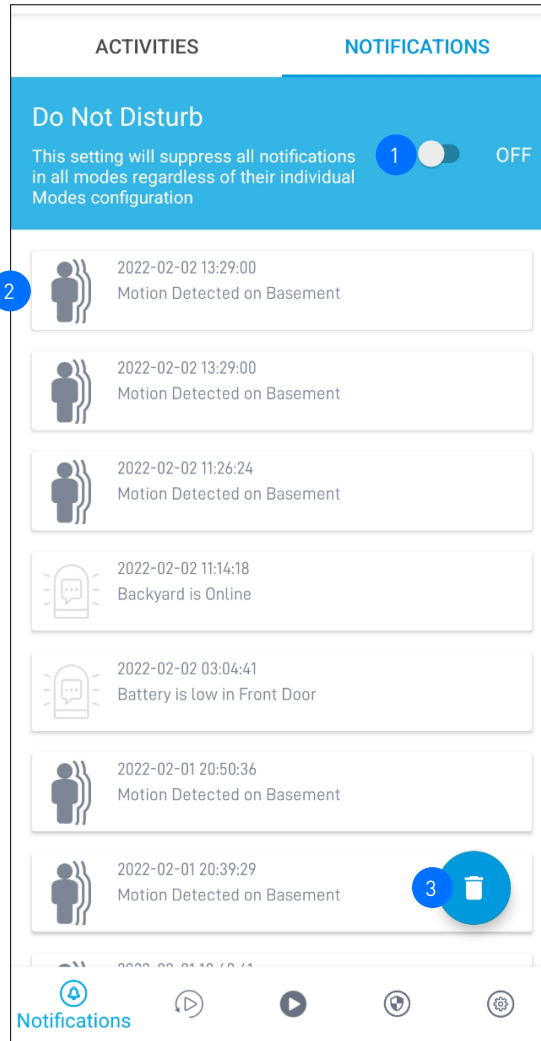 ACTIVITIES NOTIFICATIONS
Do Not Disturb
This setting will suppress all notifications
in all modes regardless of their individual
Modes configuration
1
OFF
2
2022-02-02 13:29:00
Motion Detected on Basement
2022-02-02 13:29:00
Motion Detected on Basement
2022-02-02 11:26:24
Motion Detected on Basement
2022-02-02 11:14:18
Backyard is Online
2022-02-02 03:04:41
Battery is low in Front Door
2022-02-01 20:50:36
Motion Detected on Basement
2022-02-01 20:39:29
Motion Detected on Basement
3
Notifications